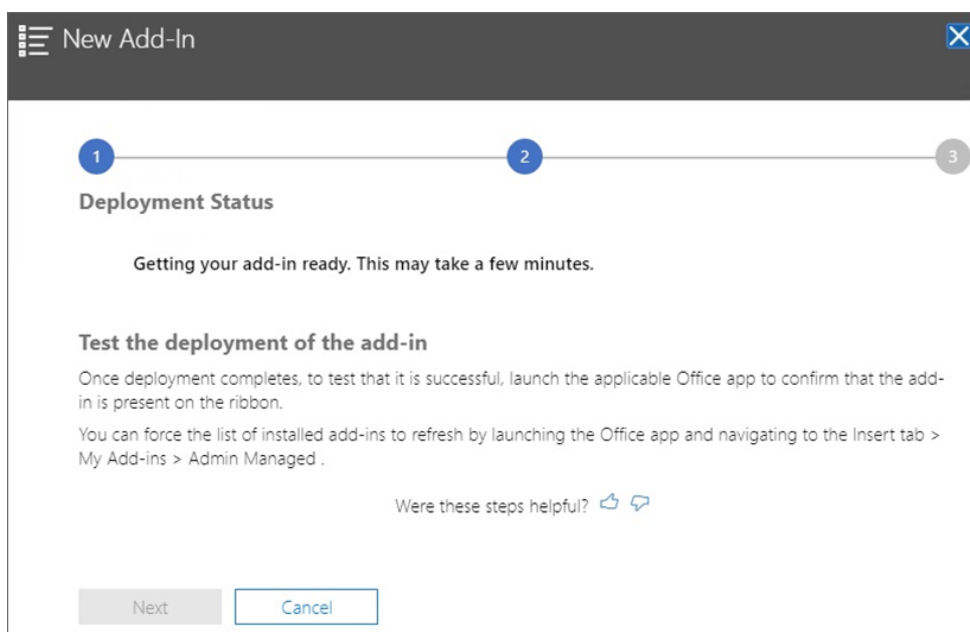 New Add-In
1 2 3
Deployment Status
Getting your add-in ready. This may take a few minutes.
Test the deployment of the add-in
Once deployment completes, to test that it is successful, launch the applicable Office app to confirm that the add-
in is present on the ribbon.
You can force the list of installed add-ins to refresh by launching the Office app and navigating to the Insert tab >
My Add-ins > Admin Managed .
Were these steps helpful?
Next Cancel